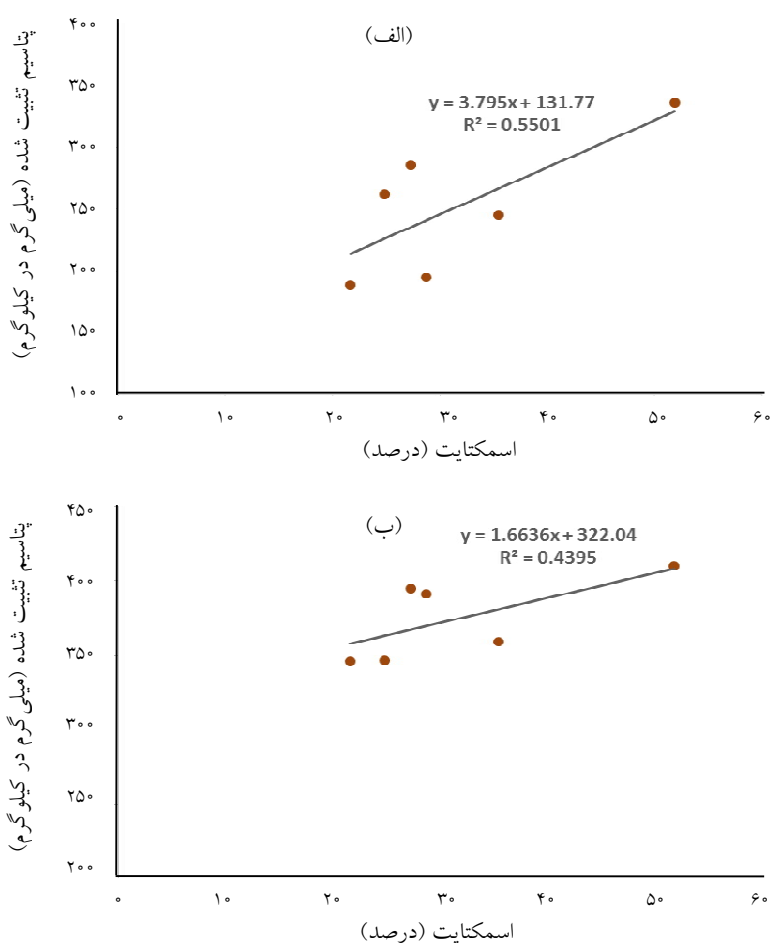 (الف)
y = 3.795x + 131.77
R² = 0.5501
پتاسیم تثبیت شده (میلی‌گرم در کیلوگرم)
۴۰۰
۳۵۰
۳۰۰
۲۵۰
۲۰۰
۱۵۰
۱۰۰
۰ ۱۰ ۲۰ ۳۰ ۴۰ ۵۰ ۶۰
اسمکتایت (درصد)
(ب)
y = 1.6636x + 322.04
R² = 0.4395
پتاسیم تثبیت شده (میلی‌گرم در کیلوگرم)
۴۵۰
۴۰۰
۳۵۰
۳۰۰
۲۵۰
۲۰۰
۰ ۱۰ ۲۰ ۳۰ ۴۰ ۵۰ ۶۰
اسمکتایت (درصد)